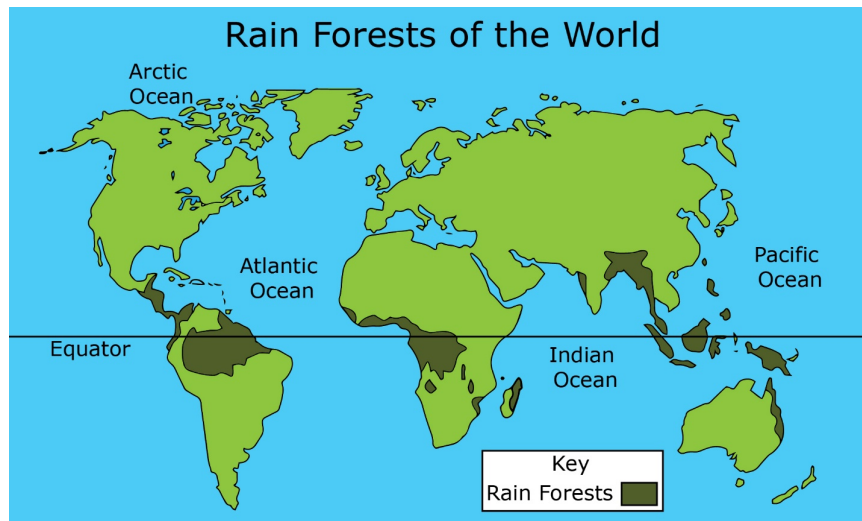 Rain Forests of the World
Arctic
Ocean
Atlantic
Ocean
Pacific
Ocean
Equator
Indian
Ocean
Key
Rain Forests